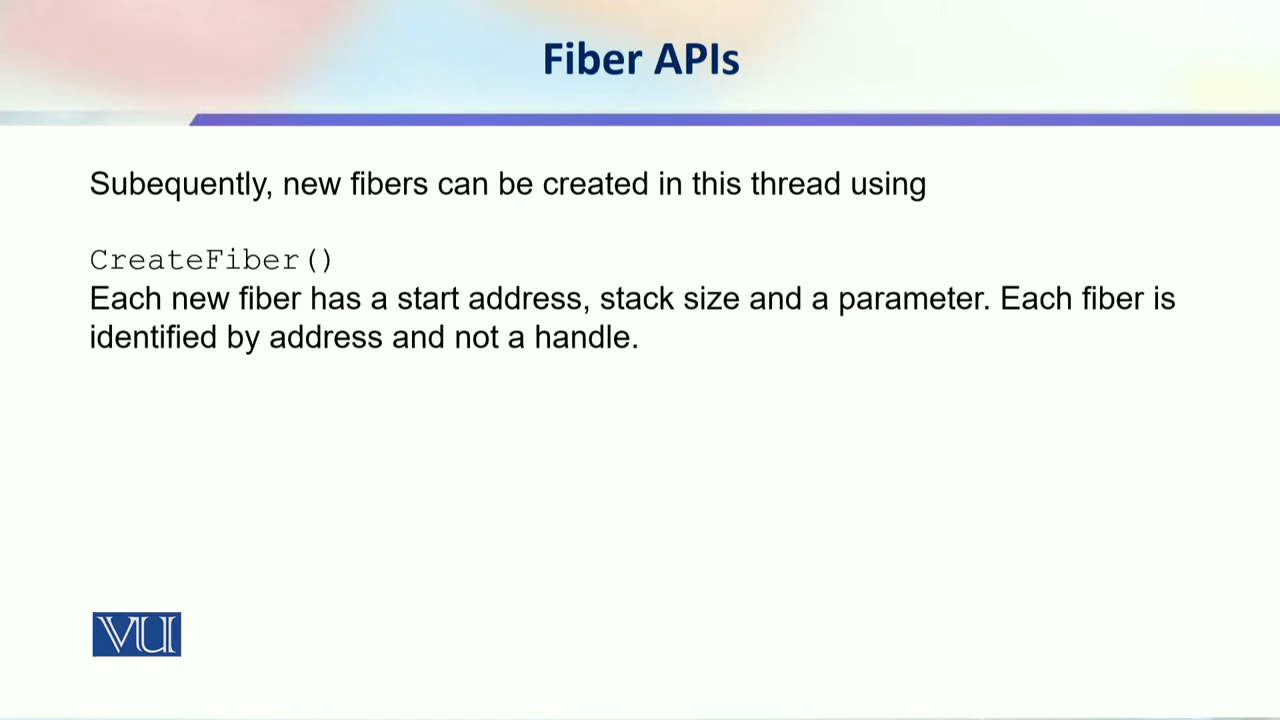 Fiber APIs
Subequently, new fibers can be created in this thread using
CreateFiber()
Each new fiber has a start address, stack size and a parameter. Each fiber is
identified by address and not a handle.
VU